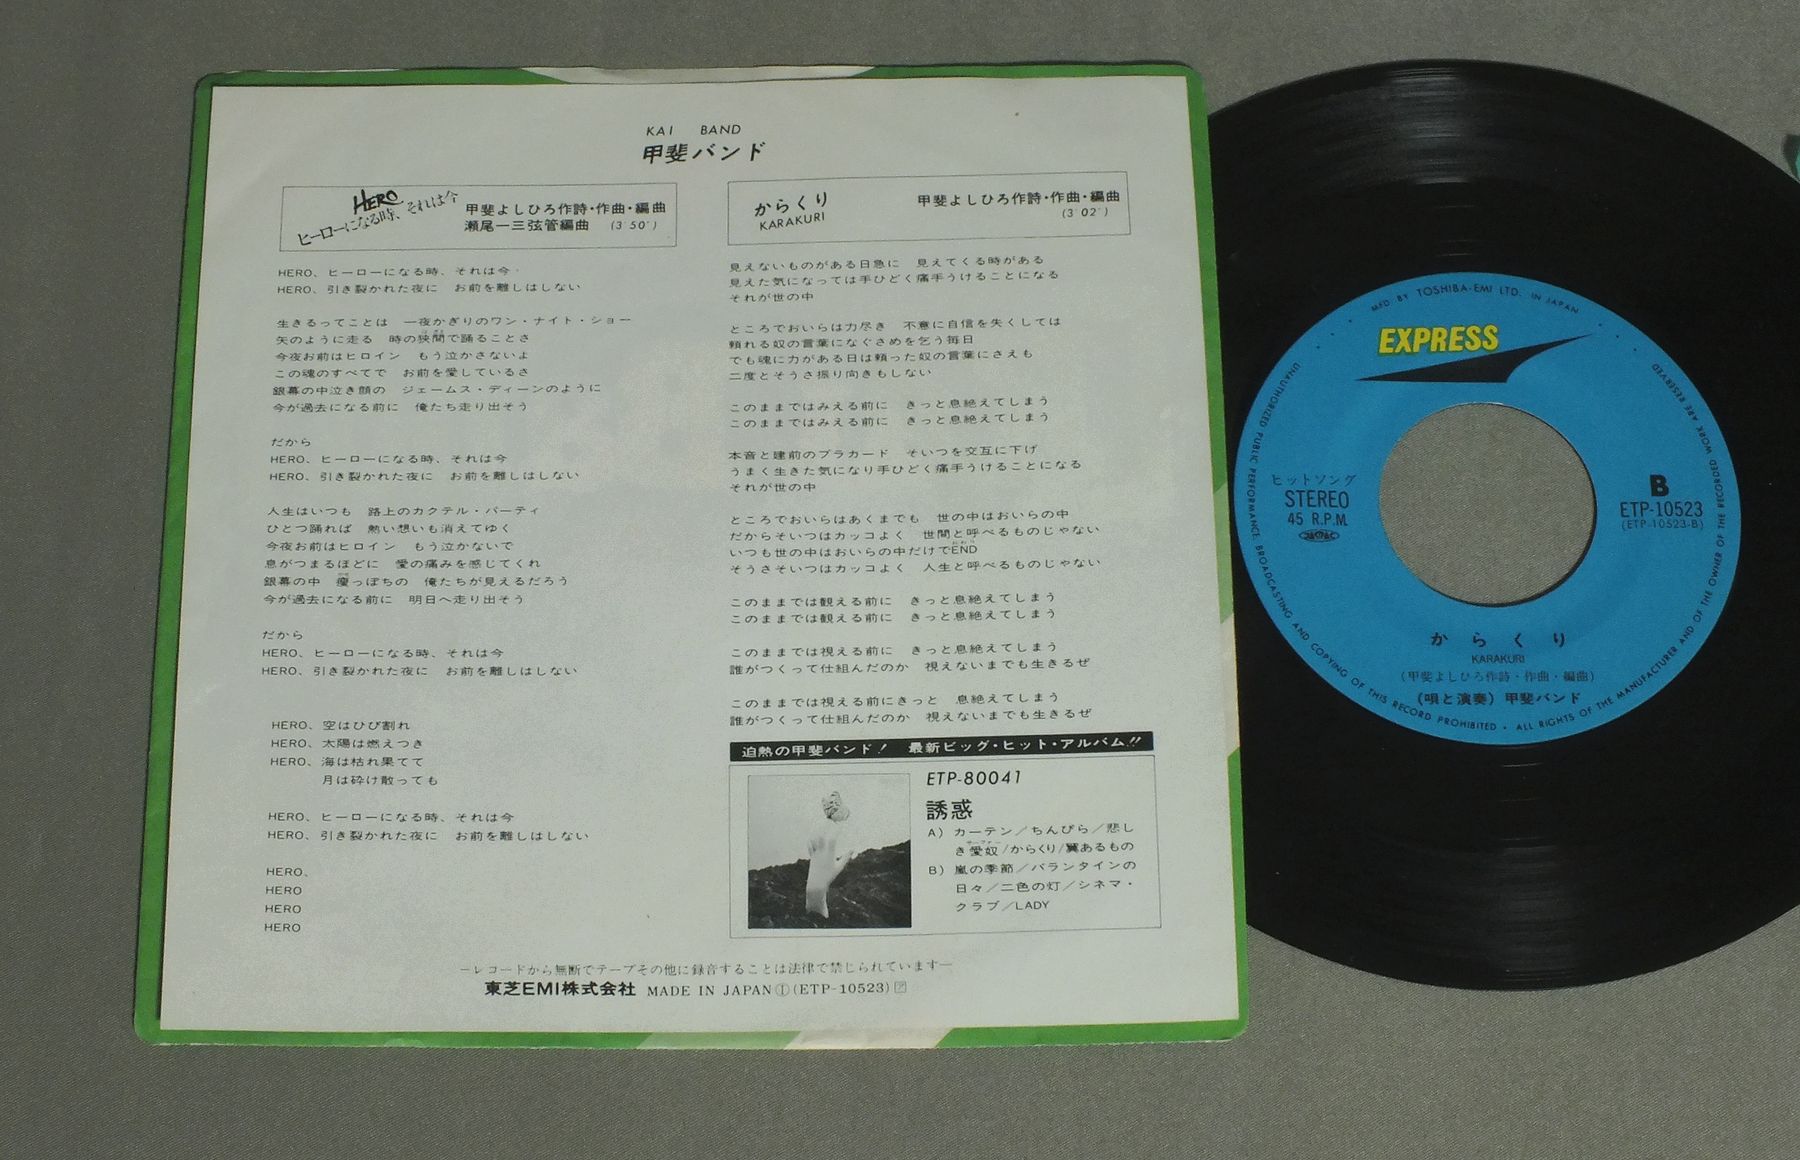 KAI BAND
甲斐バンド
HERO
ヒーローになる時、それは今
甲斐よしひろ作詩・作曲・編曲
瀬尾一三弦管編曲 (3'50")
HERO、ヒーローになる時、それは今
HERO、引き裂かれた夜に お前を離しはしない
生きるってことは 一夜かぎりのワン・ナイト・ショー
矢のように走る 時の狭間で踊ることさ
今夜お前はヒロイン もう泣かさないよ
この魂のすべてで お前を愛しているさ
銀幕の中泣き顔の ジェームス・ディーンのように
今が過去になる前に 俺たち走り出そう
だから
HERO、ヒーローになる時、それは今
HERO、引き裂かれた夜に お前を離しはしない
人生はいつも 路上のカクテル・パーティ
ひとつ踊れば 熱い想いも消えてゆく
今夜お前はヒロイン もう泣かないで
息がつまるほどに 愛の痛みを感じてくれ
銀幕の中 瘦っぽちの 俺たちが見えるだろう
今が過去になる前に 明日へ走り出そう
だから
HERO、ヒーローになる時、それは今
HERO、引き裂かれた夜に お前を離しはしない
HERO、空はひび割れ
HERO、太陽は燃えつき
HERO、海は枯れ果てて
月は砕け散っても
HERO、ヒーローになる時、それは今
HERO、引き裂かれた夜に お前を離しはしない
HERO、
HERO
HERO
HERO
からくり
KARAKURI
甲斐よしひろ作詩・作曲・編曲
(3'02")
見えないものがある日急に 見えてくる時がある
見えた気になっては手ひどく痛手うけることになる
それが世の中
ところでおいらは力尽き 不意に自信を失くしては
頼れる奴の言葉になぐさめを乞う毎日
でも魂に力がある日は頼った奴の言葉にさえも
二度とそうさ振り向きもしない
このままではみえる前に きっと息絶えてしまう
このままではみえる前に きっと息絶えてしまう
本音と建前のプラカード そいつを交互に下げ
うまく生きた気になり手ひどく痛手うけることになる
それが世の中
ところでおいらはあくまでも 世の中はおいらの中
だからそいつはカッコよく 世間と呼べるものじゃない
いつも世の中はおいらの中だけでEND
そうさそいつはカッコよく 人生と呼べるものじゃない
このままでは観える前に きっと息絶えてしまう
このままでは観える前に きっと息絶えてしまう
このままでは視える前に きっと息絶えてしまう
誰がつくって仕組んだのか 視えないまでも生きるぜ
このままでは視える前にきっと 息絶えてしまう
誰がつくって仕組んだのか 視えないまでも生きるぜ
迫熱の甲斐バンド! 最新ビッグ・ヒット・アルバム!!
ETP-80041
誘惑
A) カーテン/ちんぴら/悲し
き愛奴/からくり/翼あるもの
B) 嵐の季節/バランタインの
日々/二色の灯/シネマ・
クラブ/LADY
—レコードから無断でテープその他に録音することは法律で禁じられています—
東芝EMI株式会社 MADE IN JAPAN Ⓣ (ETP-10523) ア
MFD BY TOSHIBA-EMI LTD. IN JAPAN
EXPRESS
ヒットソング
STEREO
45 R.P.M.
B
ETP-10523
(ETP-10523-B)
からくり
KARAKURI
(甲斐よしひろ作詩・作曲・編曲)
(唄と演奏) 甲斐バンド
UNAUTHORIZED PUBLIC PERFORMANCE, BROADCASTING AND COPYING OF THIS RECORD PROHIBITED • ALL RIGHTS OF THE MANUFACTURER AND OF THE OWNER OF THE RECORDED WORK ARE RESERVED